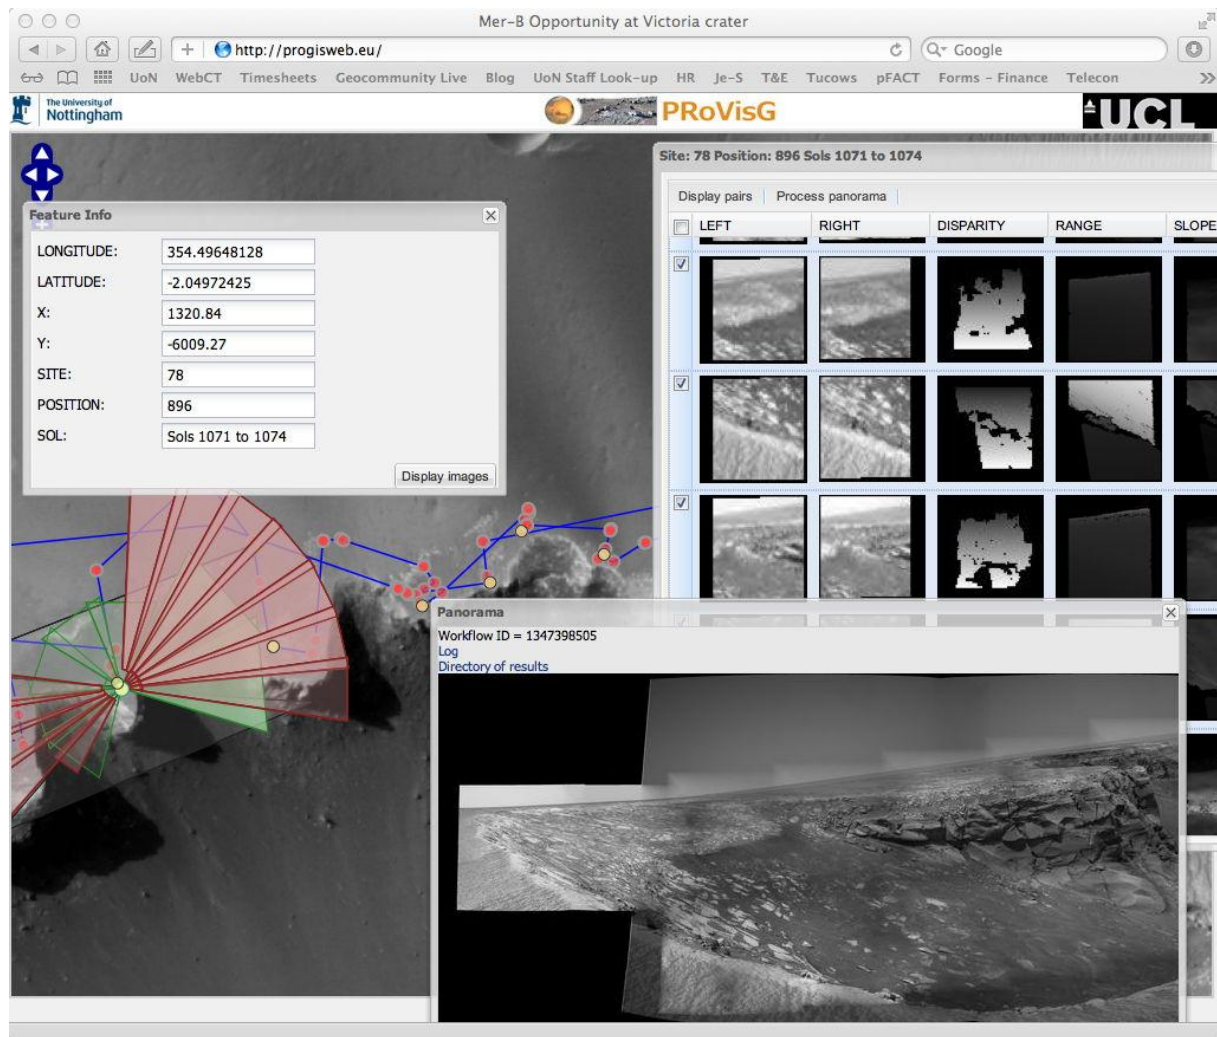 Mer-B Opportunity at Victoria crater
http://progisweb.eu/
Google
UoN WebCT Timesheets Geocommunity Live Blog UoN Staff Look-up HR Je-S T&E Tucows pFACT Forms - Finance Telecon
The University of
Nottingham
PRoVisG
UCL
Site: 78 Position: 896 Sols 1071 to 1074
Display pairs Process panorama
LEFT RIGHT DISPARITY RANGE SLOPE
Feature Info
LONGITUDE: 354.49648128
LATITUDE: -2.04972425
X: 1320.84
Y: -6009.27
SITE: 78
POSITION: 896
SOL: Sols 1071 to 1074
Display images
Panorama
Workflow ID = 1347398505
Log
Directory of results